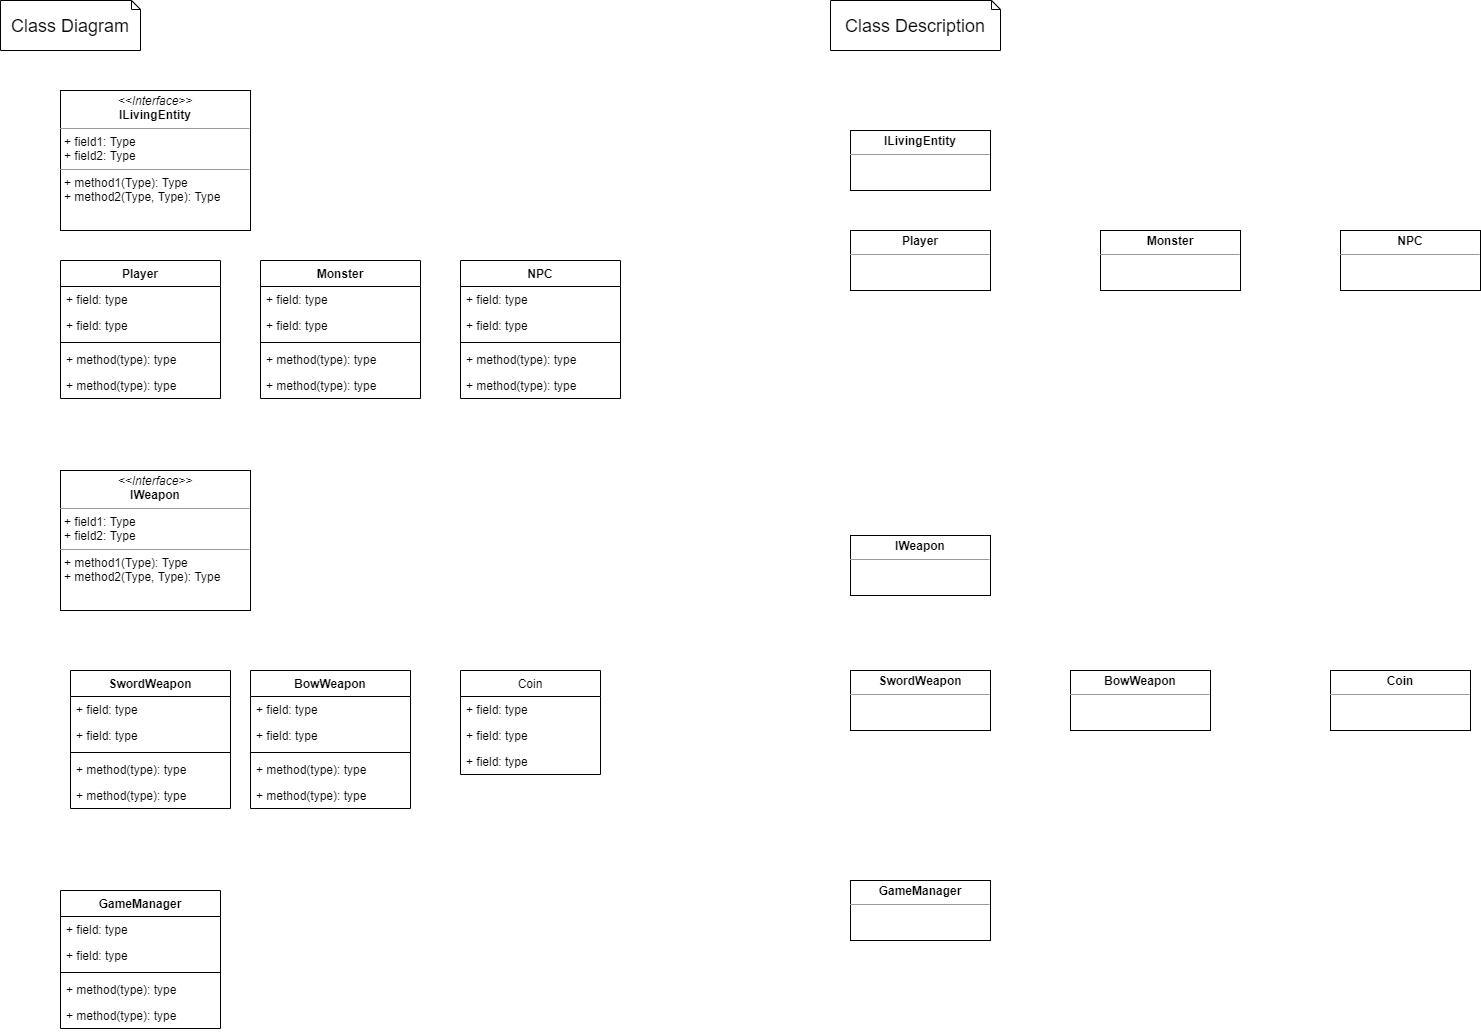 Class Diagram
Class Description
<<Interface>>
ILivingEntity
+ field1: Type
+ field2: Type
+ method1(Type): Type
+ method2(Type, Type): Type
ILivingEntity
Player
+ field: type
+ field: type
+ method(type): type
+ method(type): type
Monster
+ field: type
+ field: type
+ method(type): type
+ method(type): type
NPC
+ field: type
+ field: type
+ method(type): type
+ method(type): type
Player
Monster
NPC
<<Interface>>
IWeapon
+ field1: Type
+ field2: Type
+ method1(Type): Type
+ method2(Type, Type): Type
IWeapon
SwordWeapon
+ field: type
+ field: type
+ method(type): type
+ method(type): type
BowWeapon
+ field: type
+ field: type
+ method(type): type
+ method(type): type
Coin
+ field: type
+ field: type
+ field: type
SwordWeapon
BowWeapon
Coin
GameManager
+ field: type
+ field: type
+ method(type): type
+ method(type): type
GameManager